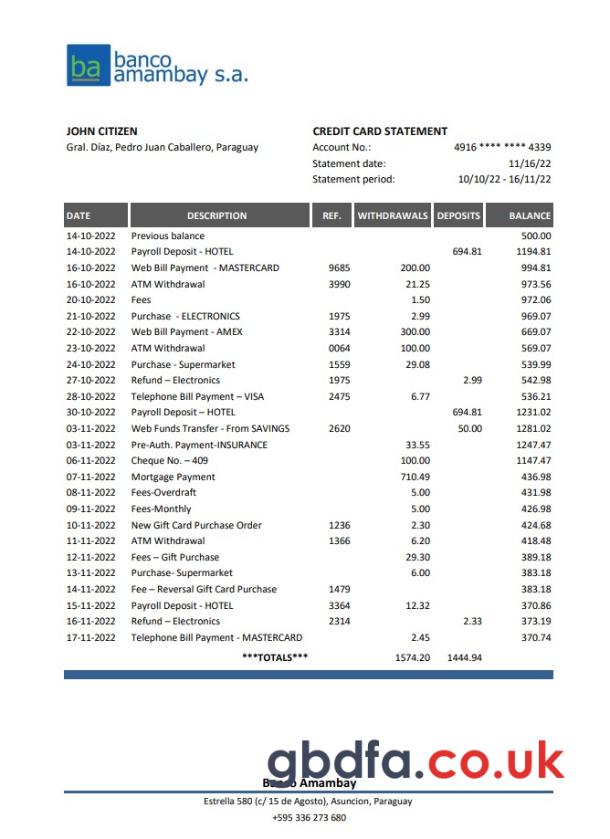 ba banco
amambay s.a.
JOHN CITIZEN
Gral. Díaz, Pedro Juan Caballero, Paraguay
CREDIT CARD STATEMENT
Account No.: 4916 **** **** 4339
Statement date: 11/16/22
Statement period: 10/10/22 - 16/11/22
DATE DESCRIPTION REF. WITHDRAWALS DEPOSITS BALANCE
14-10-2022 Previous balance 500.00
14-10-2022 Payroll Deposit - HOTEL 694.81 1194.81
16-10-2022 Web Bill Payment - MASTERCARD 9685 200.00 994.81
16-10-2022 ATM Withdrawal 3990 21.25 973.56
20-10-2022 Fees 1.50 972.06
21-10-2022 Purchase - ELECTRONICS 1975 2.99 969.07
22-10-2022 Web Bill Payment - AMEX 3314 300.00 669.07
23-10-2022 ATM Withdrawal 0064 100.00 569.07
24-10-2022 Purchase - Supermarket 1559 29.08 539.99
27-10-2022 Refund – Electronics 1975 2.99 542.98
28-10-2022 Telephone Bill Payment – VISA 2475 6.77 536.21
30-10-2022 Payroll Deposit – HOTEL 694.81 1231.02
03-11-2022 Web Funds Transfer - From SAVINGS 2620 50.00 1281.02
03-11-2022 Pre-Auth. Payment-INSURANCE 33.55 1247.47
06-11-2022 Cheque No. – 409 100.00 1147.47
07-11-2022 Mortgage Payment 710.49 436.98
08-11-2022 Fees-Overdraft 5.00 431.98
09-11-2022 Fees-Monthly 5.00 426.98
10-11-2022 New Gift Card Purchase Order 1236 2.30 424.68
11-11-2022 ATM Withdrawal 1366 6.20 418.48
12-11-2022 Fees – Gift Purchase 29.30 389.18
13-11-2022 Purchase- Supermarket 6.00 383.18
14-11-2022 Fee – Reversal Gift Card Purchase 1479 383.18
15-11-2022 Payroll Deposit - HOTEL 3364 12.32 370.86
16-11-2022 Refund – Electronics 2314 2.33 373.19
17-11-2022 Telephone Bill Payment - MASTERCARD 2.45 370.74
***TOTALS*** 1574.20 1444.94
gbdfa.co.uk
Banco Amambay
Estrella 580 (c/ 15 de Agosto), Asuncion, Paraguay
+595 336 273 680